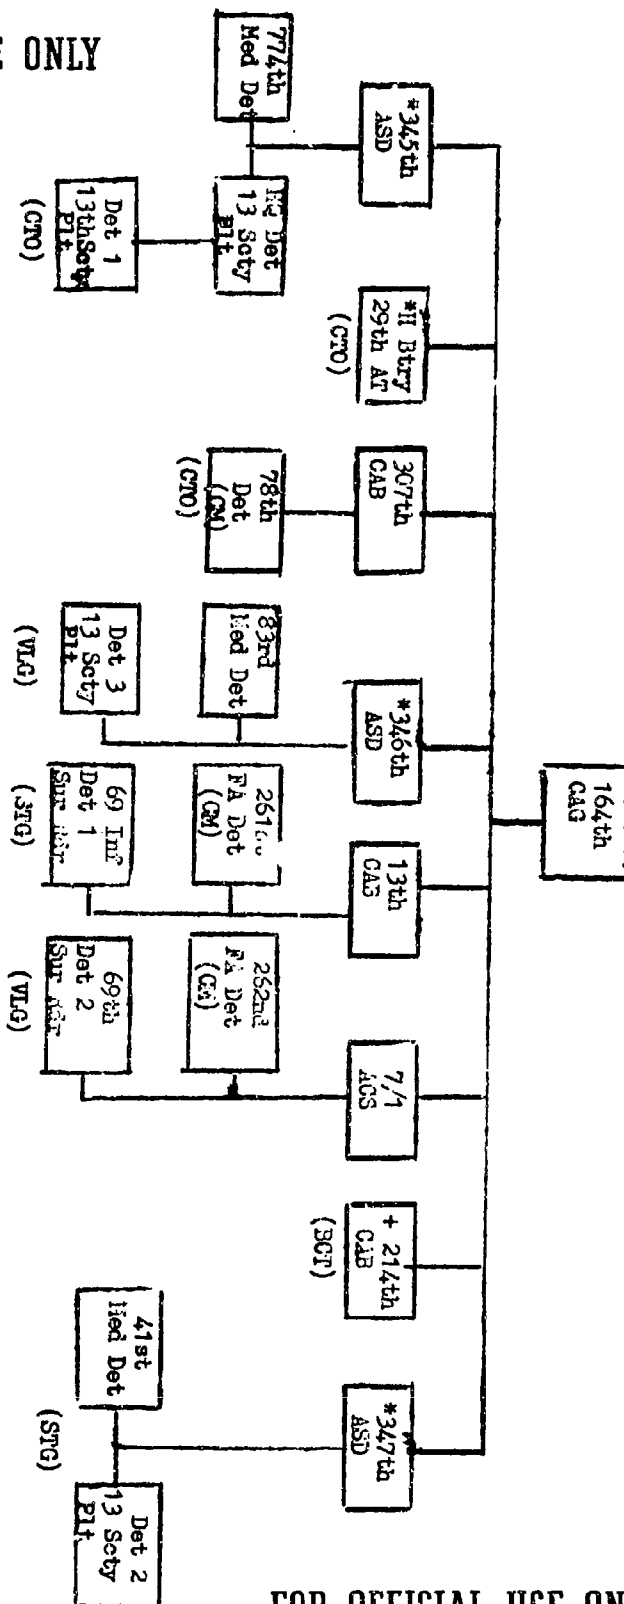 ONLY
164th
CAG
*345th
ASD
*H Btry
29th AT
(CTO)
307th
CAB
*346th
ASD
13th
7/1
ACS
+ 214th
CAB
(BCT)
*347th
ASD
774th
Med Det
Det
13 Scty
Plt
Det 1
13th Scty
Plt
(CTO)
78th
Det
(CM)
(CTO)
83rd
Med Det
Det 3
13 Scty
Plt
(VLG)
FA Det
(CM)
69 Inf
Det 1
Sur
(STG)
262nd
FA Det
(CM)
69th
Det 2
Sur
(VLG)
41st
Med Det
(STG)
Det 2
13 Scty
Plt
FOR OFFICIAL USE ON